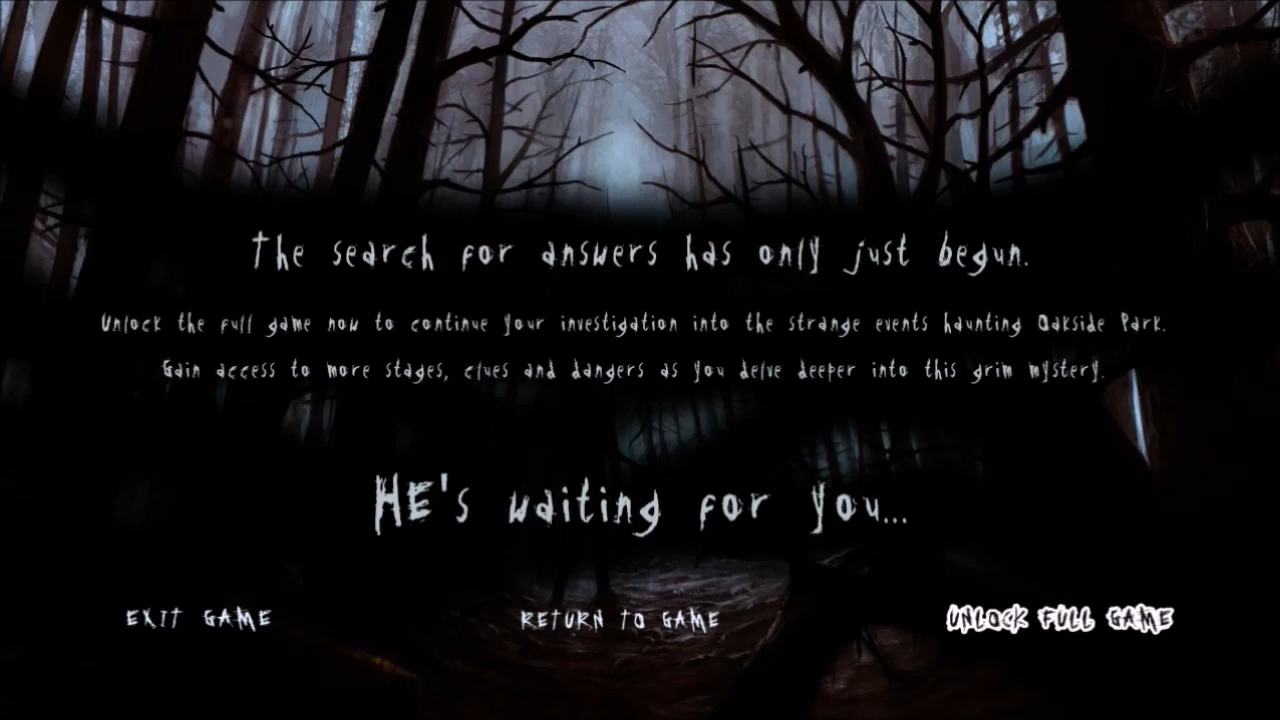 The search for answers has only just begun.
Unlock the full game now to continue your investigation into the strange events haunting Oakside Park.
Gain access to more stages, clues and dangers as you delve deeper into this grim mystery.
HE's waiting for you...
EXIT GAME
RETURN TO GAME
UNLOCK FULL GAME